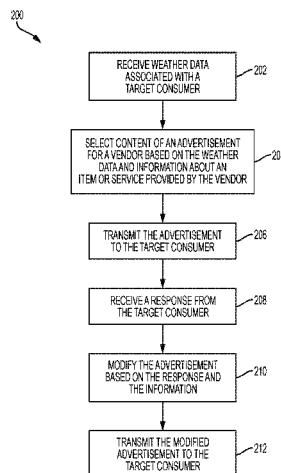 200
RECEIVE WEATHER DATA
ASSOCIATED WITH A
TARGET CONSUMER
202
SELECT CONTENT OF AN ADVERTISEMENT
FOR A VENDOR BASED ON THE WEATHER
DATA AND INFORMATION ABOUT AN
ITEM OR SERVICE PROVIDED BY THE VENDOR
20
TRANSMIT THE ADVERTISEMENT
TO THE TARGET CONSUMER
206
RECEIVE A RESPONSE FROM
THE TARGET CONSUMER
208
MODIFY THE ADVERTISEMENT
BASED ON THE RESPONSE AND
THE INFORMATION
210
TRANSMIT THE MODIFIED
ADVERTISEMENT TO THE
TARGET CONSUMER
212